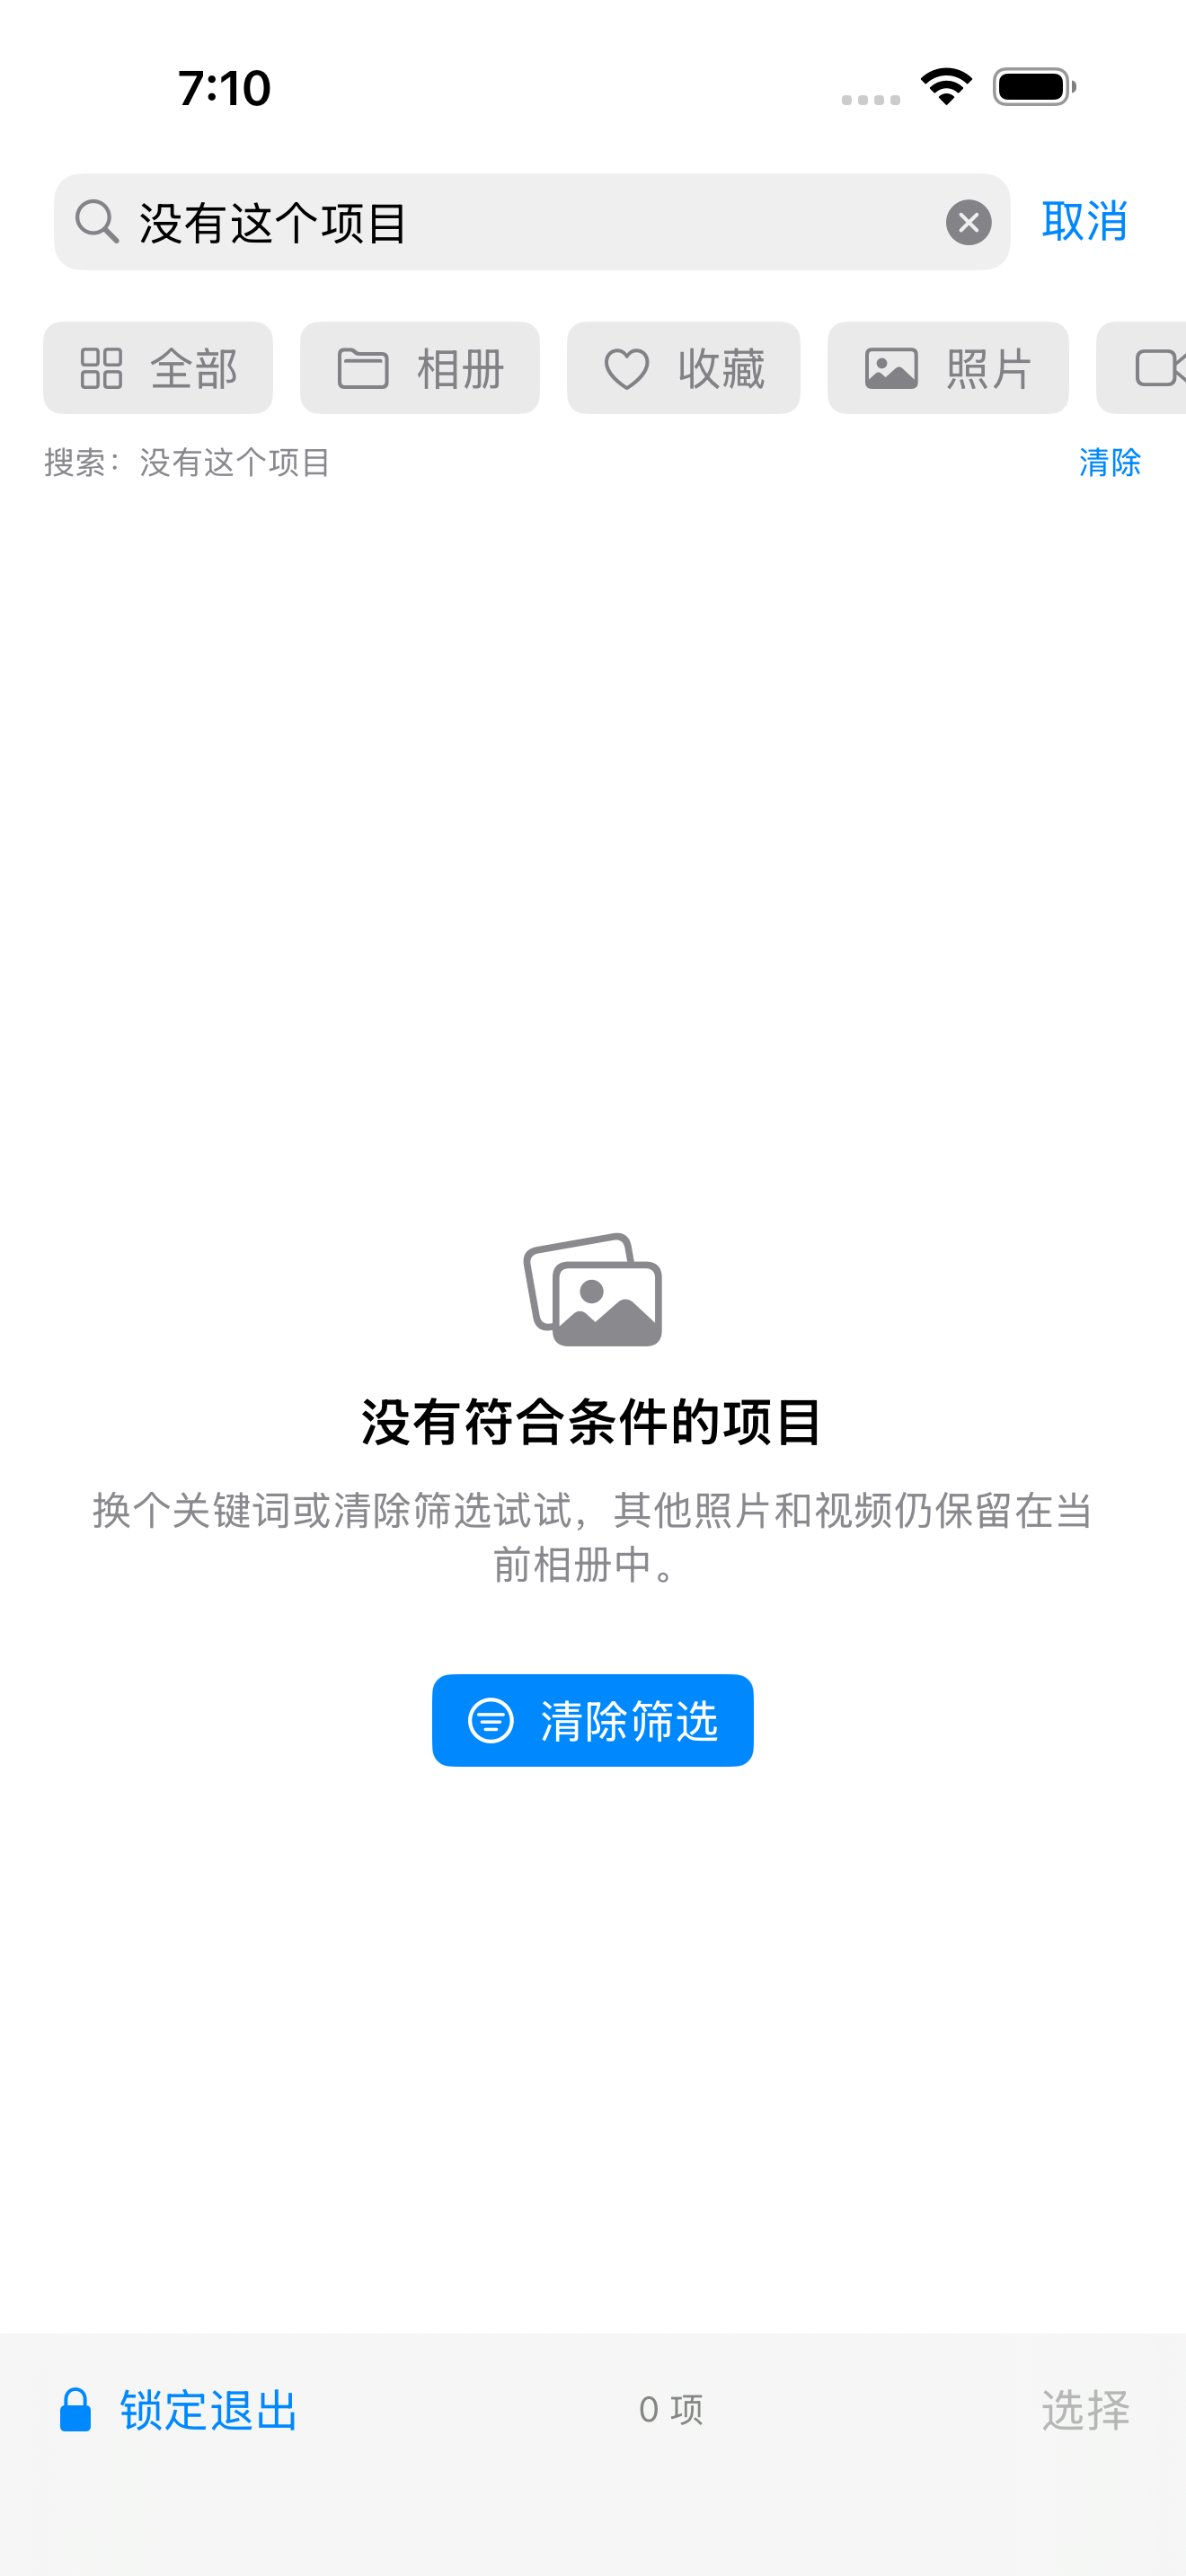 7:10
没有这个项目
取消
全部
相册
收藏
照片
搜索：没有这个项目
清除
没有符合条件的项目
换个关键词或清除筛选试试，其他照片和视频仍保留在当
前相册中。
清除筛选
锁定退出
0 项
选择